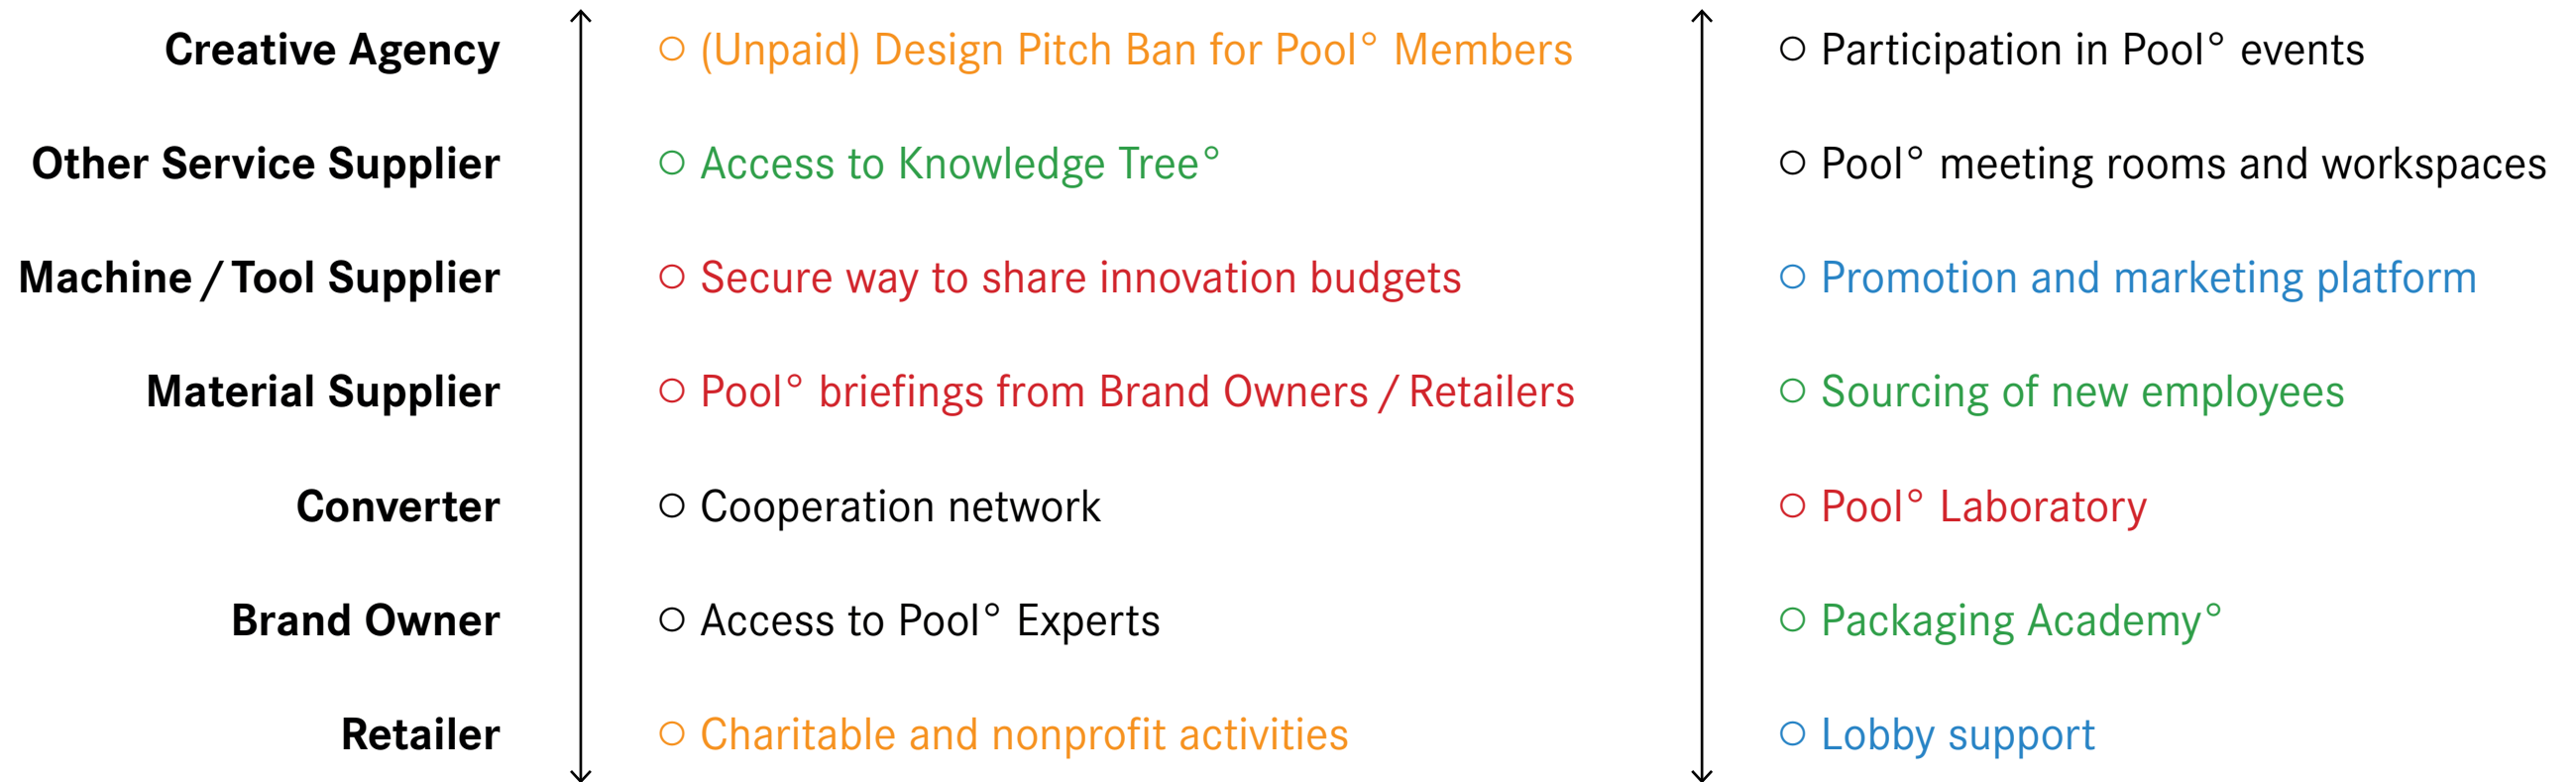 Creative Agency
Other Service Supplier
Machine / Tool Supplier
Material Supplier
Converter
Brand Owner
Retailer
(Unpaid) Design Pitch Ban for Pool° Members
Access to Knowledge Tree°
Secure way to share innovation budgets
Pool° briefings from Brand Owners / Retailers
Cooperation network
Access to Pool° Experts
Charitable and nonprofit activities
Participation in Pool° events
Pool° meeting rooms and workspaces
Promotion and marketing platform
Sourcing of new employees
Pool° Laboratory
Packaging Academy°
Lobby support